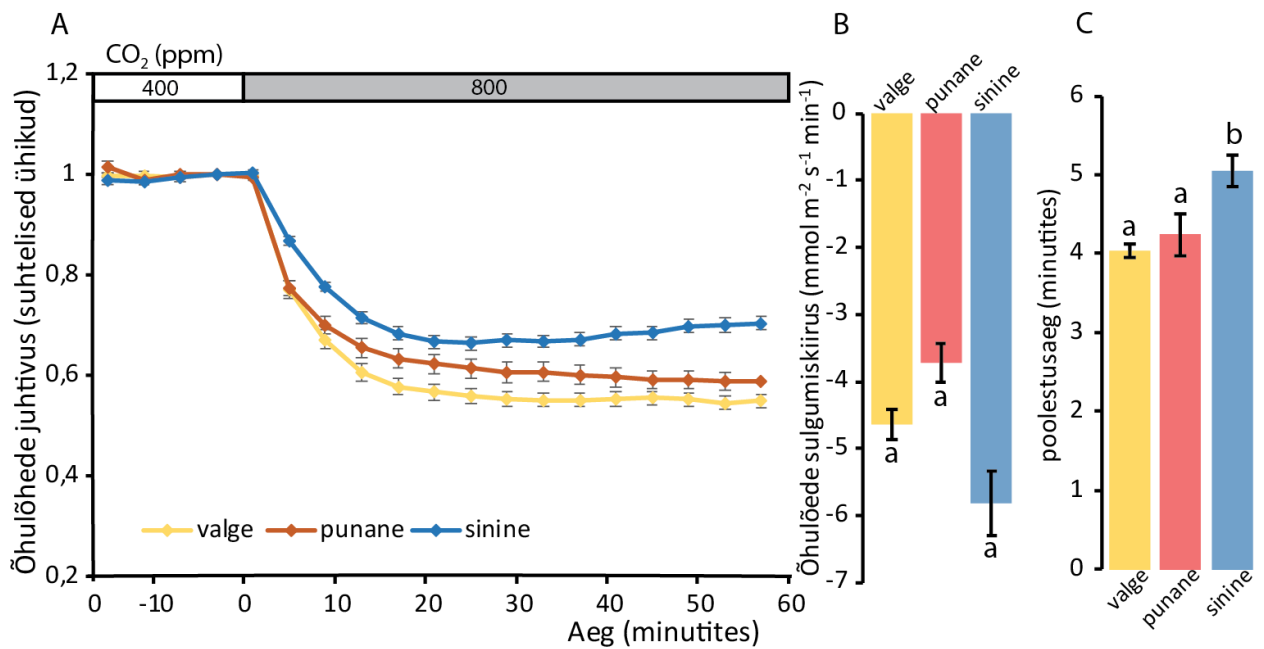 A
CO2 (ppm)
400
800
1,2
1
0,8
0,6
0,4
0,2
Õhulõhede juhtivus (suhtelised ühikud)
valge
punane
sinine
0
-10
0
10
20
30
40
50
60
Aeg (minutites)
B
valge
punane
sinine
0
-1
-2
-3
-4
-5
-6
-7
Õhulõede sulgumiskiirus (mmol m-2 s-1 min-1)
a
a
a
C
6
5
4
3
2
1
0
poolestusaeg (minutites)
a
a
b
valge
punane
sinine